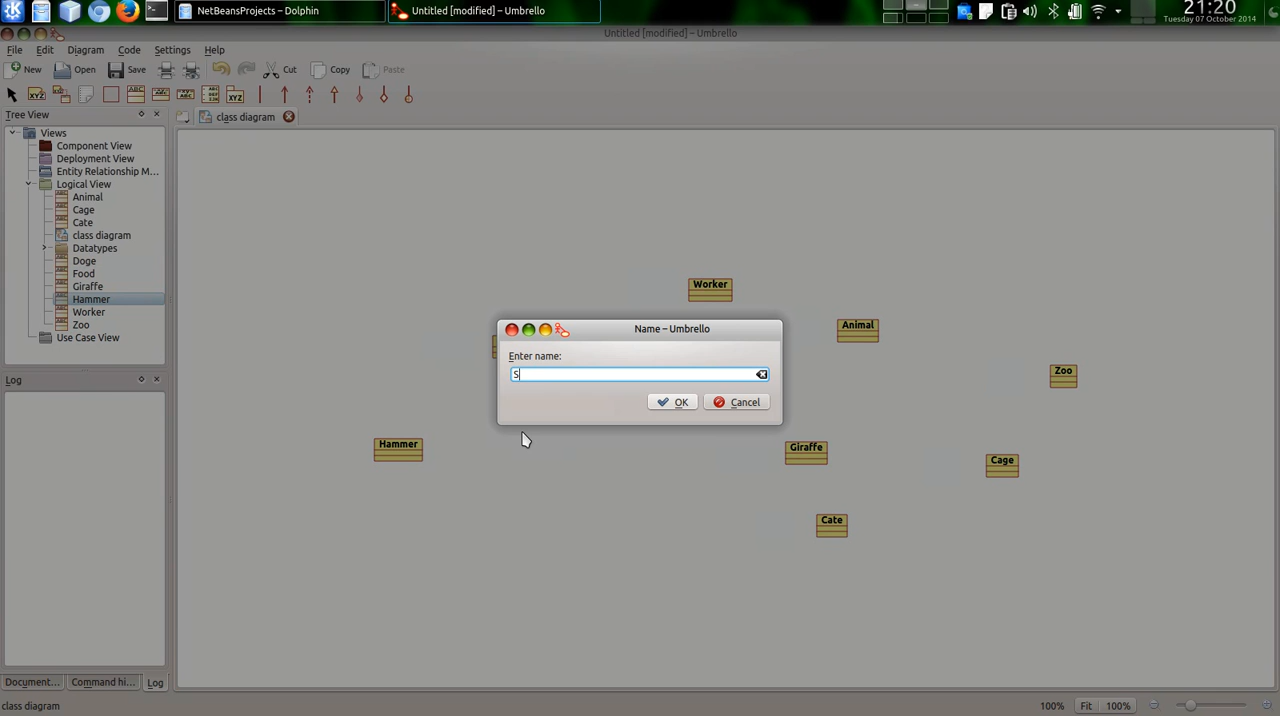 NetBeansProjects – Dolphin
Untitled [modified] – Umbrello
21:20
Tuesday 07 October 2014
Untitled [modified] – Umbrello
File Edit Diagram Code Settings Help
New Open Save Cut Copy Paste
Tree View
class diagram
Views
Component View
Deployment View
Entity Relationship M...
Logical View
Animal
Cage
Cate
class diagram
Datatypes
Doge
Food
Giraffe
Hammer
Worker
Zoo
Use Case View
Log
Worker
Animal
Zoo
Hammer
Giraffe
Cage
Cate
Name – Umbrello
Enter name:
S
OK Cancel
Document... Command hi... Log
class diagram
100% Fit 100%